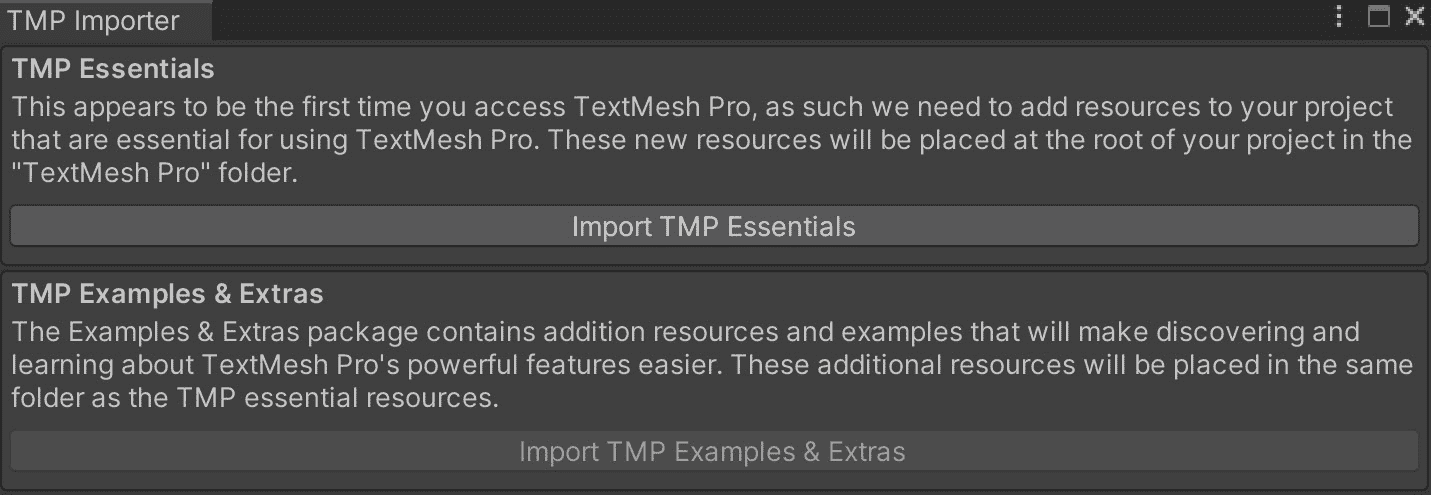 TMP Importer
TMP Essentials
This appears to be the first time you access TextMesh Pro, as such we need to add resources to your project
that are essential for using TextMesh Pro. These new resources will be placed at the root of your project in the
"TextMesh Pro" folder.
Import TMP Essentials
TMP Examples & Extras
The Examples & Extras package contains addition resources and examples that will make discovering and
learning about TextMesh Pro's powerful features easier. These additional resources will be placed in the same
folder as the TMP essential resources.
Import TMP Examples & Extras